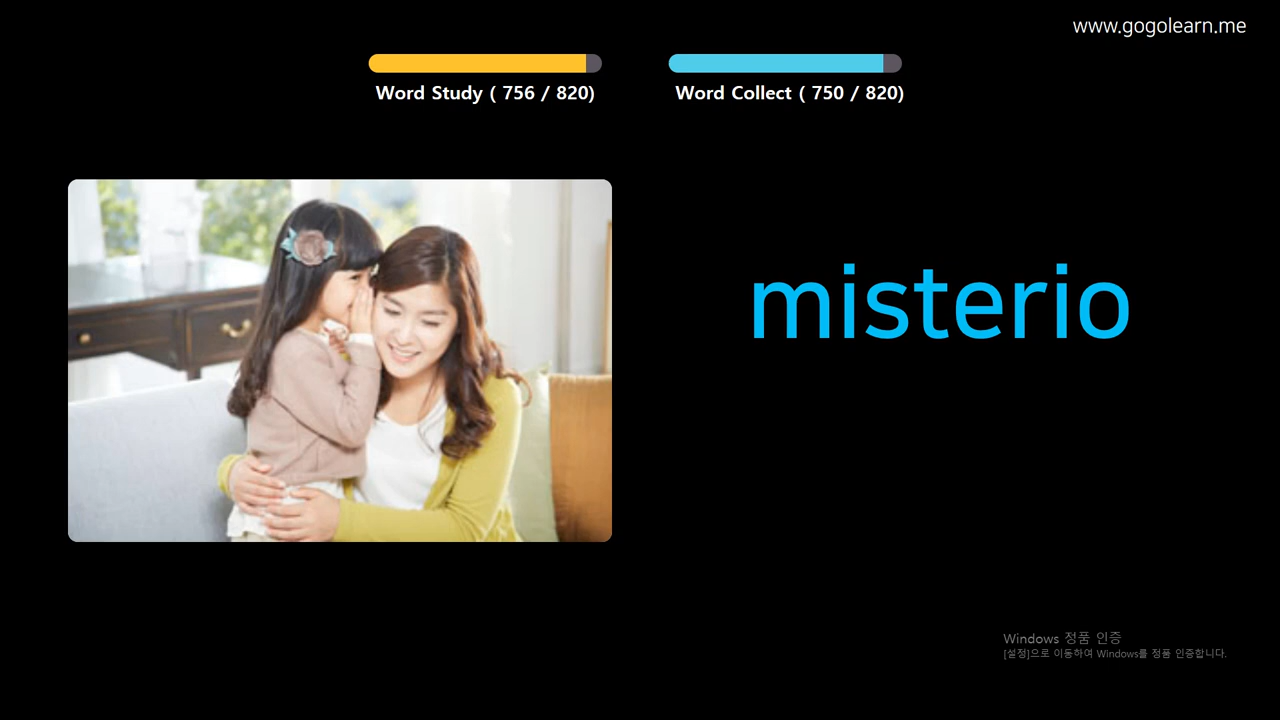 www.gogolearn.me
Word Study ( 756 / 820)
Word Collect ( 750 / 820)
misterio
Windows 정품 인증
[설정]으로 이동하여 Windows를 정품 인증합니다.